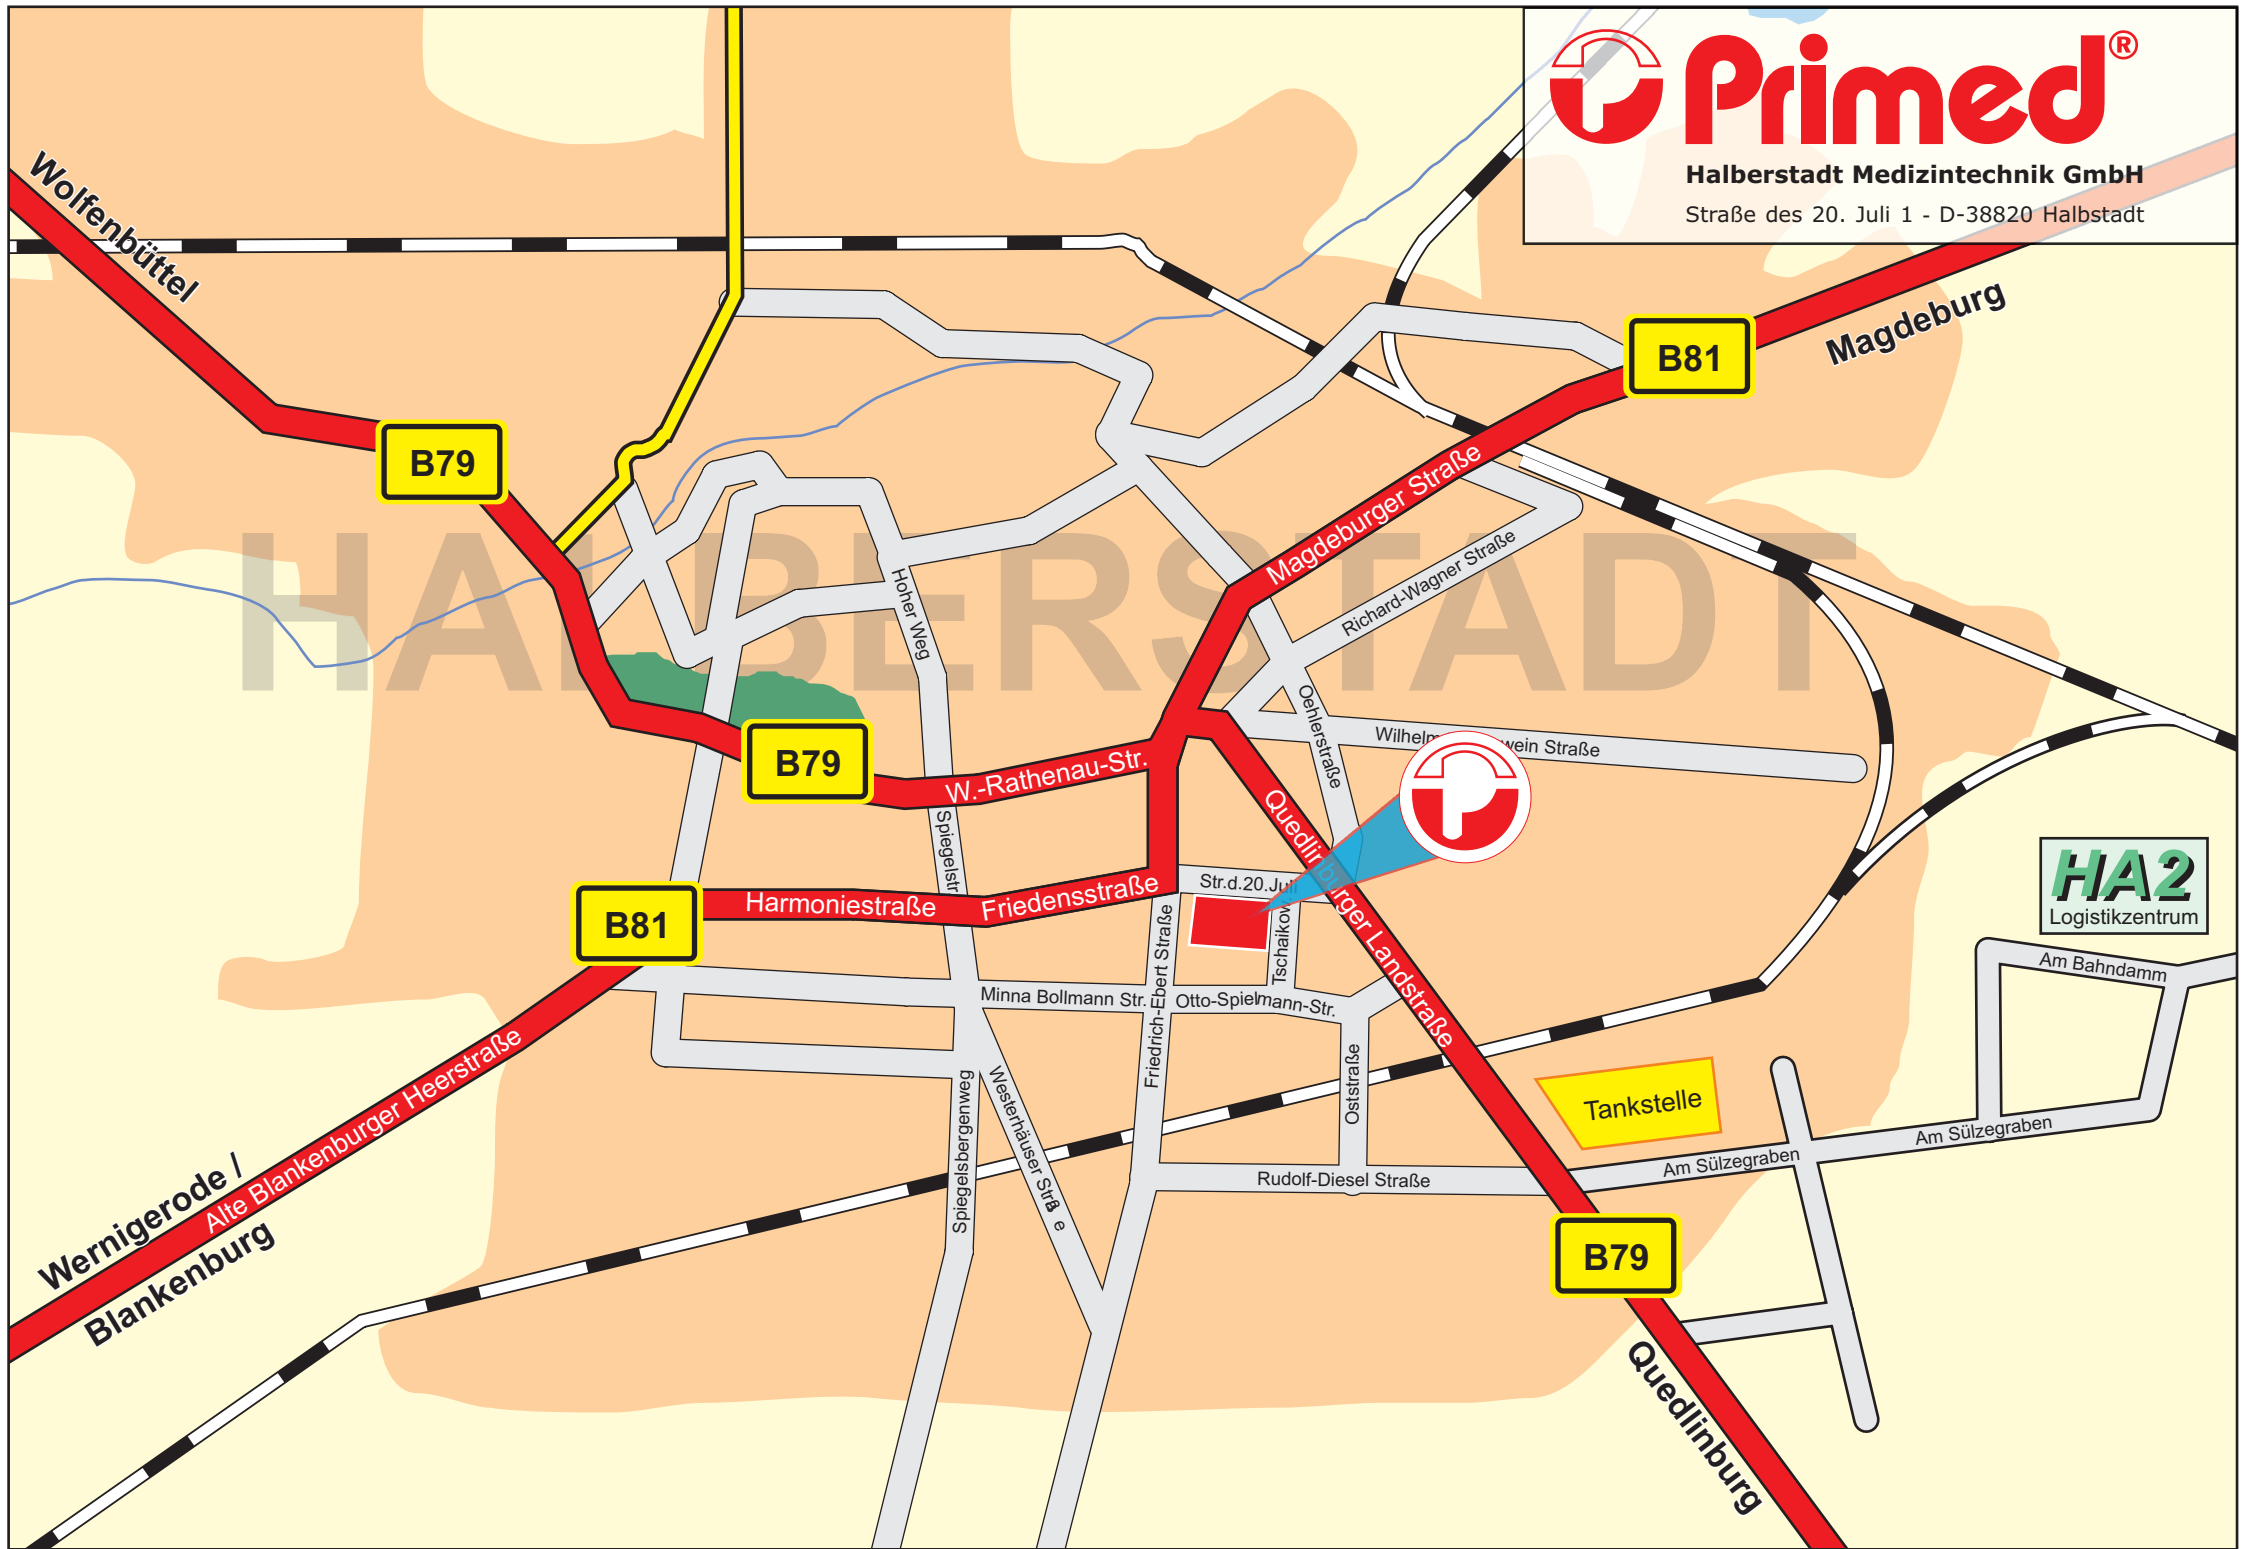 Primed®
Halberstadt Medizintechnik GmbH
Straße des 20. Juli 1 - D-38820 Halbstadt
Wolfenbüttel
Magdeburg
B81
B79
Magdeburger Straße
HALBERSTADT
Richard-Wagner Straße
Hoher Weg
Oehlerstraße
Wilhelm wein Straße
B79
W.-Rathenau-Str.
Quedlinburger Landstraße
Spiegelstr
HA2
Logistikzentrum
Str.d.20.Juli
B81
Harmoniestraße
Friedensstraße
Tschaikow
Friedrich-Ebert Straße
Am Bahndamm
Minna Bollmann Str.
Otto-Spielmann-Str.
Alte Blankenburger Heerstraße
Oststraße
Spiegelsbergenweg
Westerhäuser Straße
Tankstelle
Am Sülzegraben
Am Sülzegraben
Rudolf-Diesel Straße
Wernigerode /
Blankenburg
B79
Quedlinburg